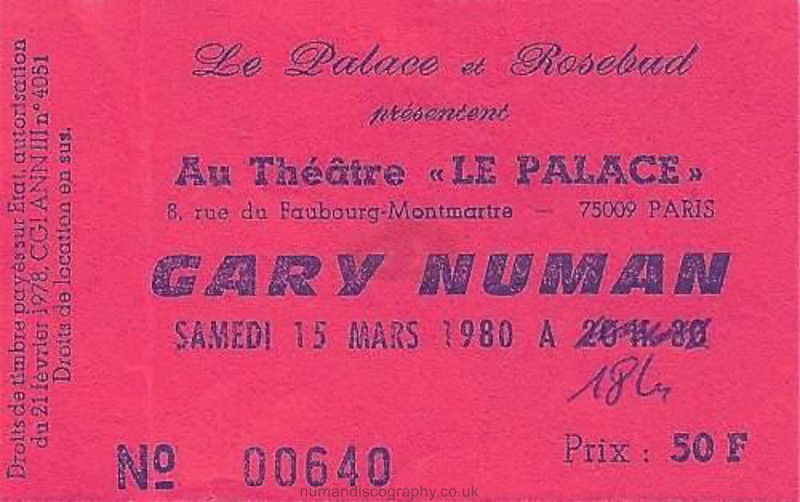 Le Palace et Rosebud
présentent
Au Théâtre «LE PALACE»
8, rue du Faubourg-Montmartre — 75009 PARIS
GARY NUMAN
SAMEDI 15 MARS 1980 A 20 H. 30
18h
Prix : 50 F
Nº 00640
Droits de timbre payés sur État, autorisation
du 21 février 1978, CGI ANN III n° 4051
Droits de location en sus.
numandiscography.co.uk